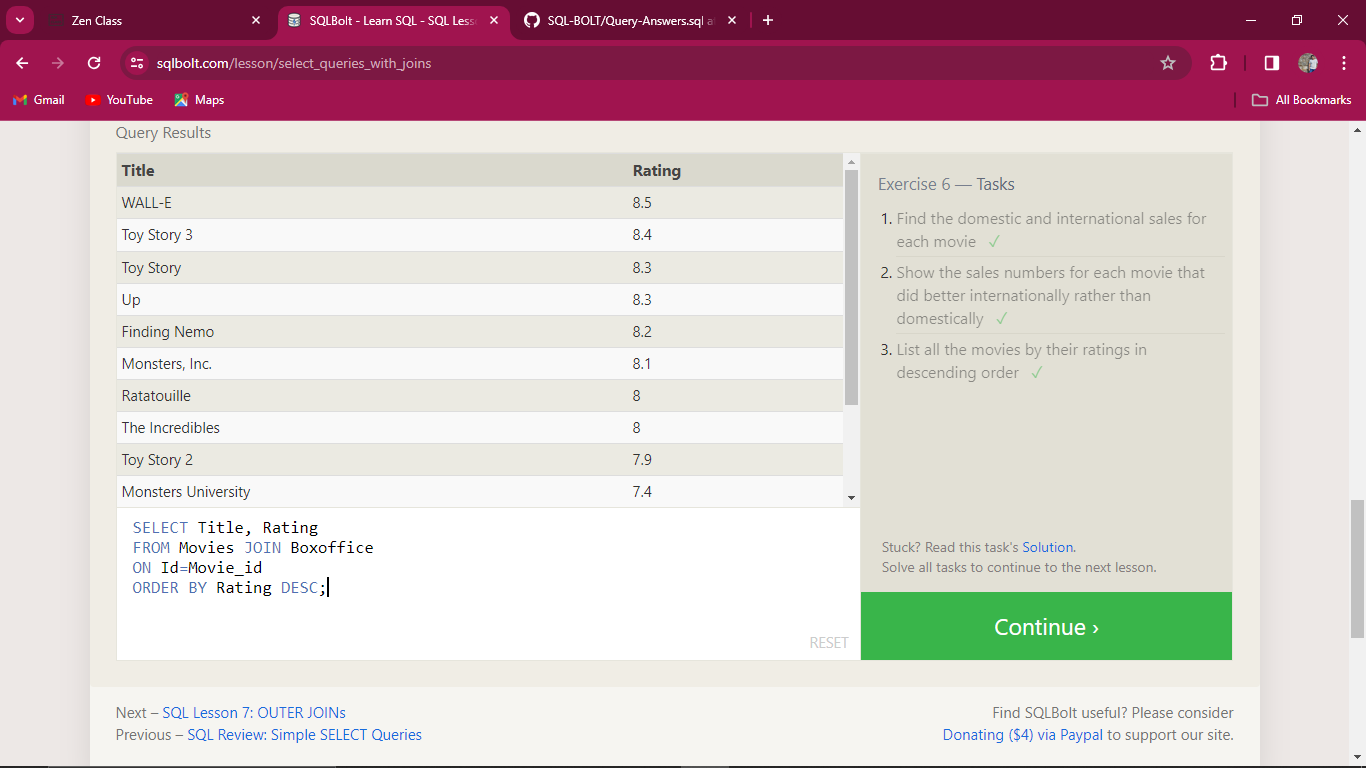 Zen Class
SQLBolt - Learn SQL - SQL Less
SQL-BOLT/Query-Answers.sql at
sqlbolt.com/lesson/select_queries_with_joins
Gmail
YouTube
Maps
All Bookmarks
Query Results
Title Rating
WALL-E 8.5
Toy Story 3 8.4
Toy Story 8.3
Up 8.3
Finding Nemo 8.2
Monsters, Inc. 8.1
Ratatouille 8
The Incredibles 8
Toy Story 2 7.9
Monsters University 7.4
SELECT Title, Rating
FROM Movies JOIN Boxoffice
ON Id=Movie_id
ORDER BY Rating DESC;
RESET
Exercise 6 — Tasks
1. Find the domestic and international sales for
each movie ✓
2. Show the sales numbers for each movie that
did better internationally rather than
domestically ✓
3. List all the movies by their ratings in
descending order ✓
Stuck? Read this task's Solution.
Solve all tasks to continue to the next lesson.
Continue ›
Next – SQL Lesson 7: OUTER JOINs
Previous – SQL Review: Simple SELECT Queries
Find SQLBolt useful? Please consider
Donating ($4) via Paypal to support our site.